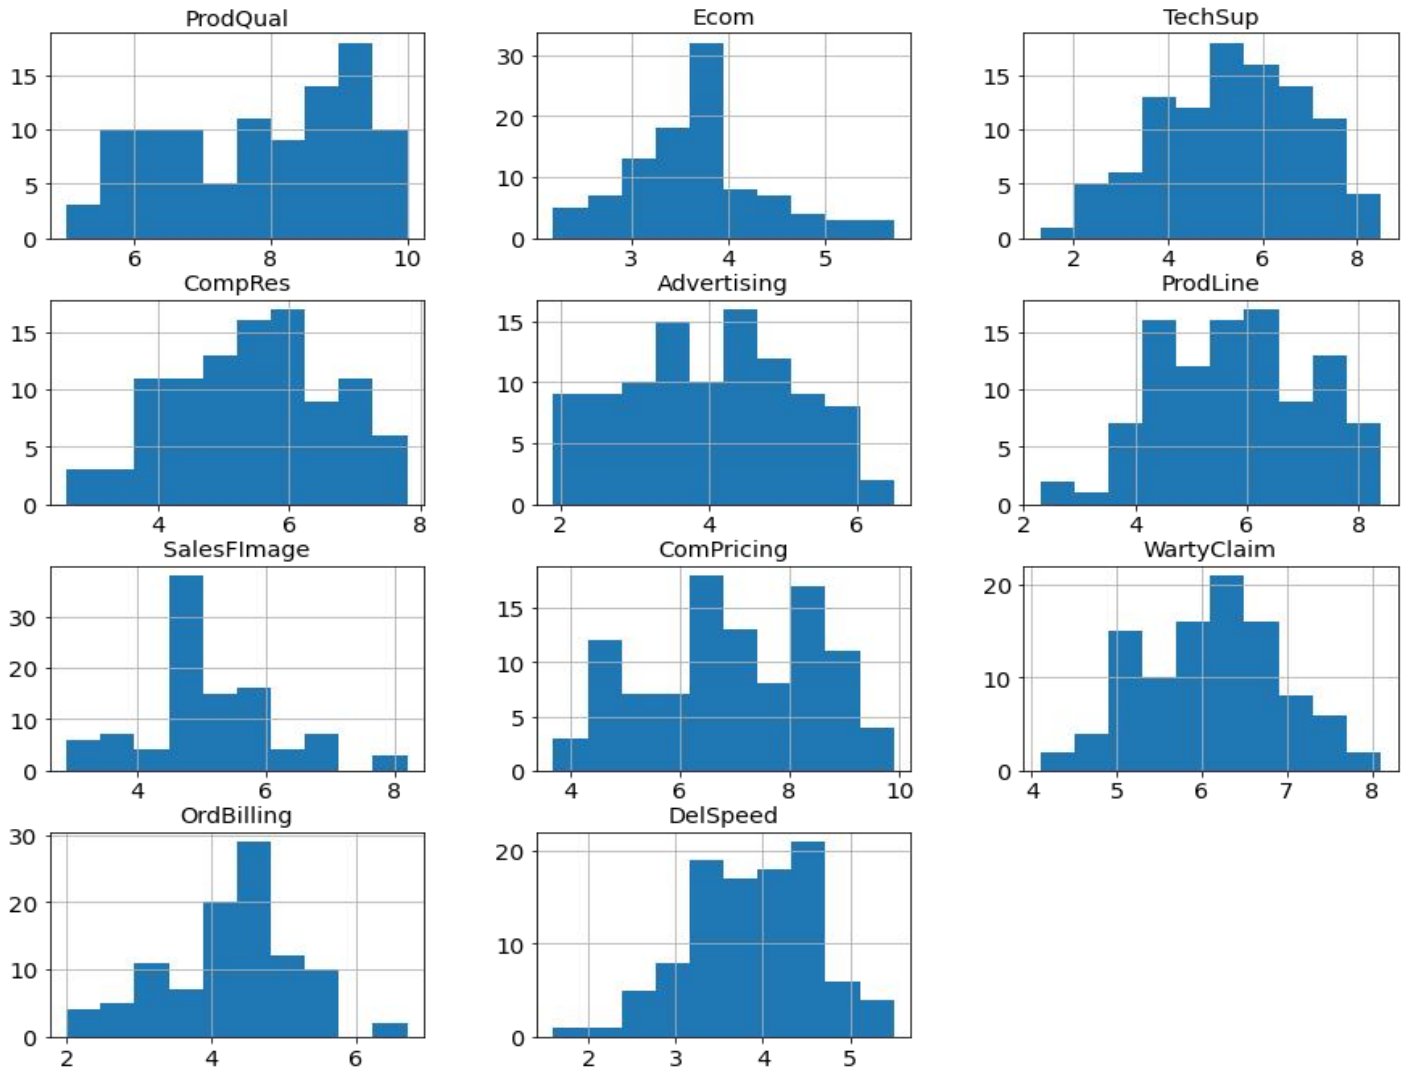 ProdQual Ecom TechSup
15 30 15
10 20 10
5 10 5
0 0 0
6 8 10 3 4 5 2 4 6 8
CompRes Advertising ProdLine
15 15 15
10 10 10
5 5 5
0 0 0
4 6 8 2 4 6 2 4 6 8
SalesFImage ComPricing WartyClaim
30 15 20
20 10 10
10 5
0 0 0
4 6 8 4 6 8 10 4 5 6 7 8
OrdBilling DelSpeed
30 20
20 10
10
0 0
2 4 6 2 3 4 5